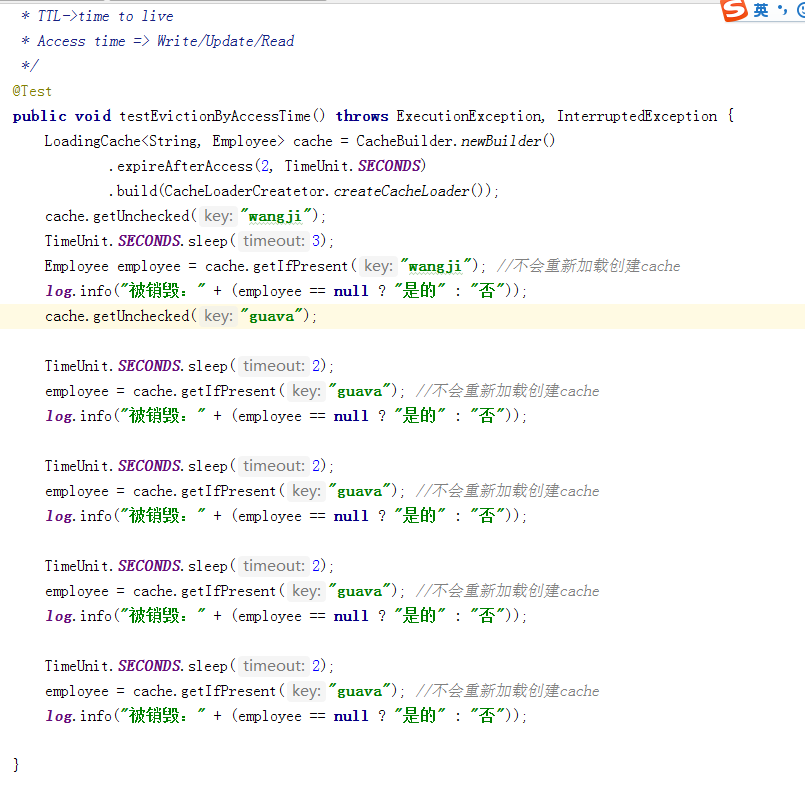 * TTL->time to live
* Access time => Write/Update/Read
*/
@Test
public void testEvictionByAccessTime() throws ExecutionException, InterruptedException {
LoadingCache<String, Employee> cache = CacheBuilder.newBuilder()
.expireAfterAccess(2, TimeUnit.SECONDS)
.build(CacheLoaderCreatetor.createCacheLoader());
cache.getUnchecked( key: "wangji");
TimeUnit.SECONDS.sleep( timeout: 3);
Employee employee = cache.getIfPresent( key: "wangji"); //不会重新加载创建cache
log.info("被销毁：" + (employee == null ? "是的" : "否"));
cache.getUnchecked( key: "guava");
TimeUnit.SECONDS.sleep( timeout: 2);
employee = cache.getIfPresent( key: "guava"); //不会重新加载创建cache
log.info("被销毁：" + (employee == null ? "是的" : "否"));
TimeUnit.SECONDS.sleep( timeout: 2);
employee = cache.getIfPresent( key: "guava"); //不会重新加载创建cache
log.info("被销毁：" + (employee == null ? "是的" : "否"));
TimeUnit.SECONDS.sleep( timeout: 2);
employee = cache.getIfPresent( key: "guava"); //不会重新加载创建cache
log.info("被销毁：" + (employee == null ? "是的" : "否"));
TimeUnit.SECONDS.sleep( timeout: 2);
employee = cache.getIfPresent( key: "guava"); //不会重新加载创建cache
log.info("被销毁：" + (employee == null ? "是的" : "否"));
}
S 英